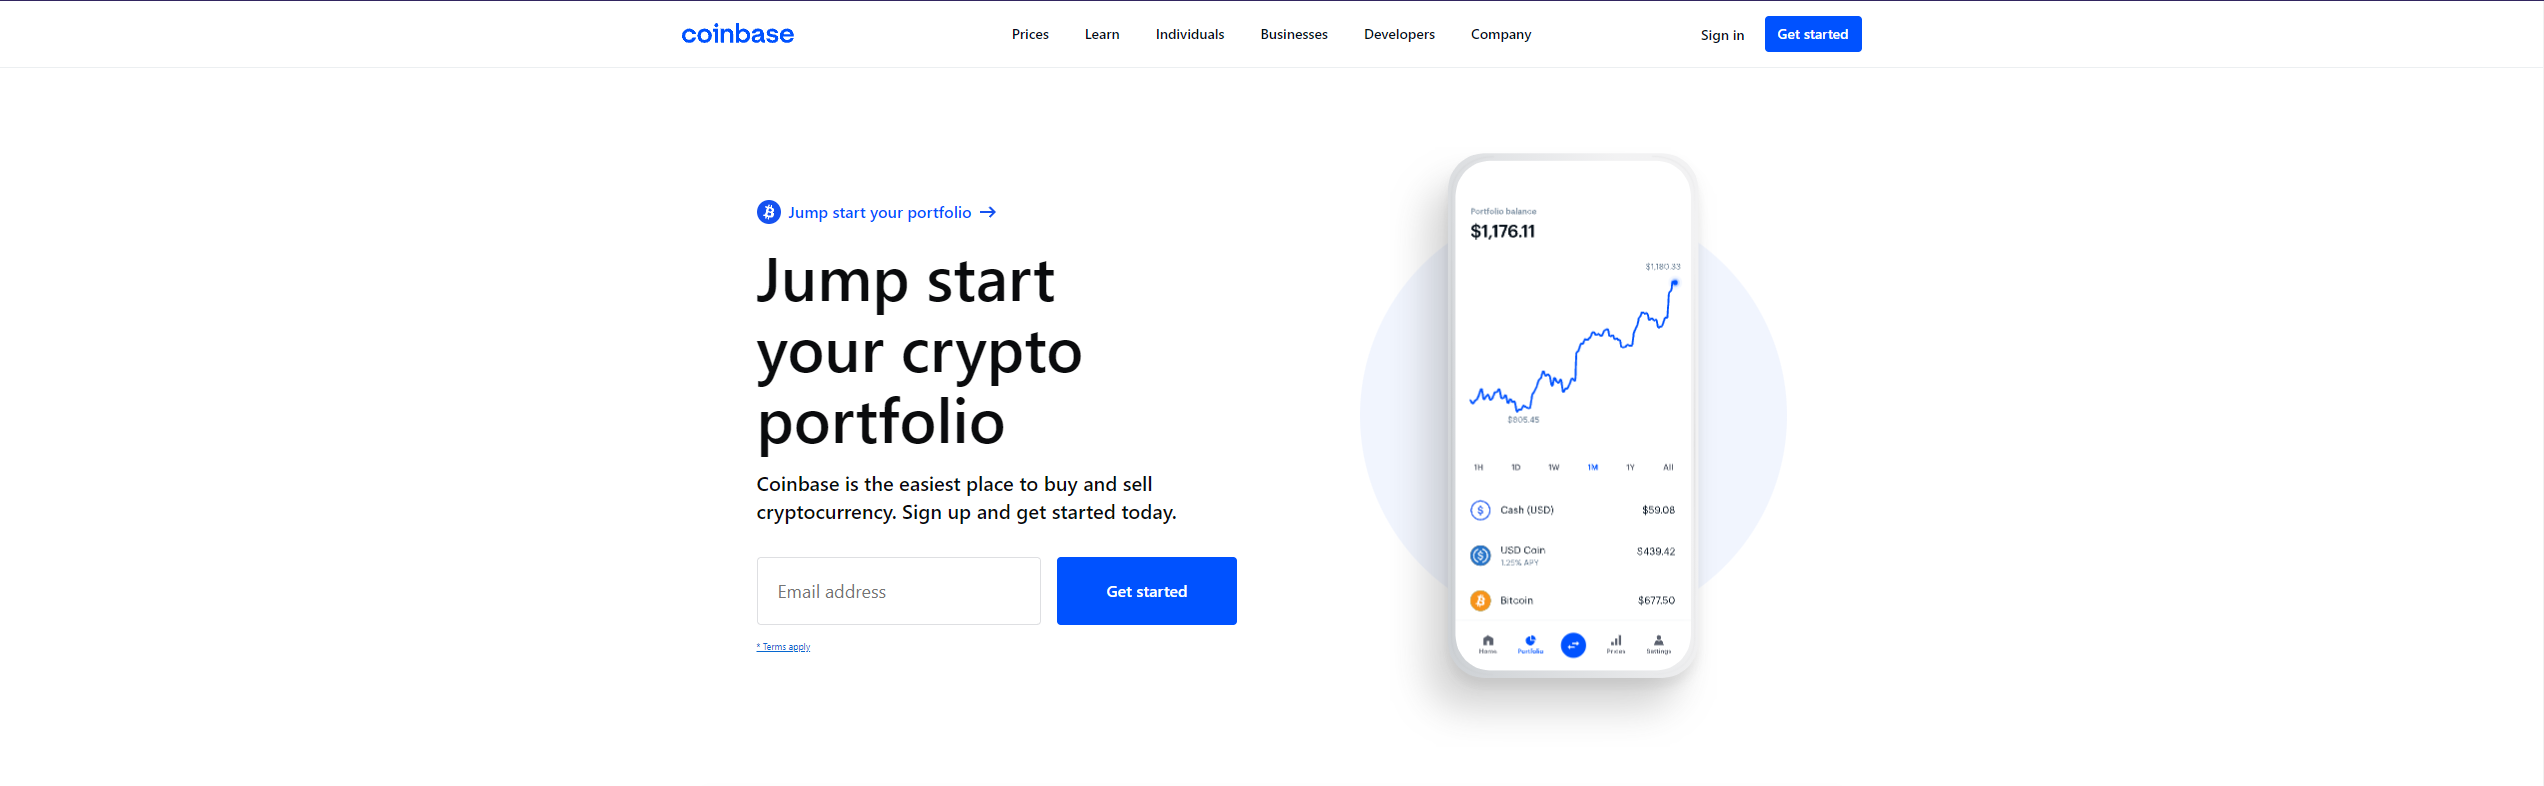 coinbase
Prices
Learn
Individuals
Businesses
Developers
Company
Sign in
Get started
Jump start your portfolio →
Jump start
your crypto
portfolio
Coinbase is the easiest place to buy and sell
cryptocurrency. Sign up and get started today.
Email address
Get started
* Terms apply
Portfolio balance
$1,176.11
$1,180.33
$805.45
1H 1D 1W 1M 1Y All
Cash (USD) $59.08
USD Coin $439.42
1.25% APY
Bitcoin $677.50
Home Portfolio Prices Settings